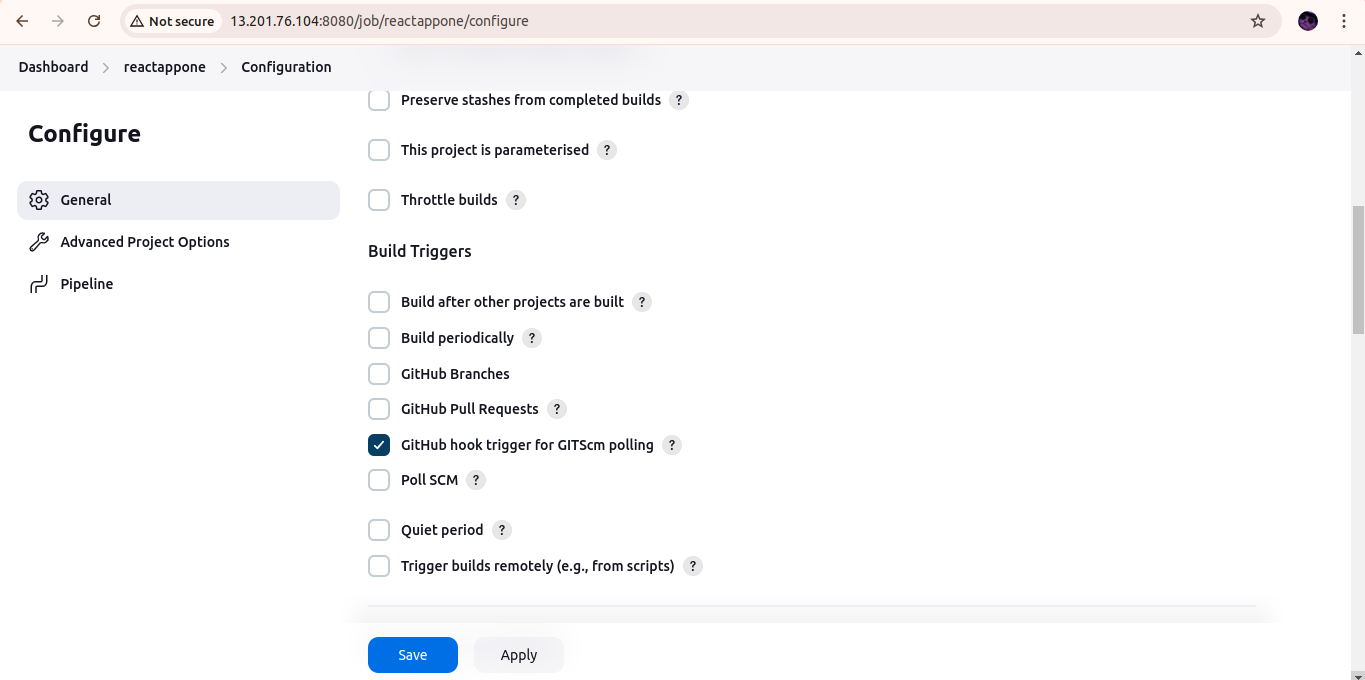 Not secure 13.201.76.104:8080/job/reactappone/configure
Dashboard > reactappone > Configuration
Configure
General
Advanced Project Options
Pipeline
Preserve stashes from completed builds ?
This project is parameterised ?
Throttle builds ?
Build Triggers
Build after other projects are built ?
Build periodically ?
GitHub Branches
GitHub Pull Requests ?
GitHub hook trigger for GITScm polling ?
Poll SCM ?
Quiet period ?
Trigger builds remotely (e.g., from scripts) ?
Save Apply